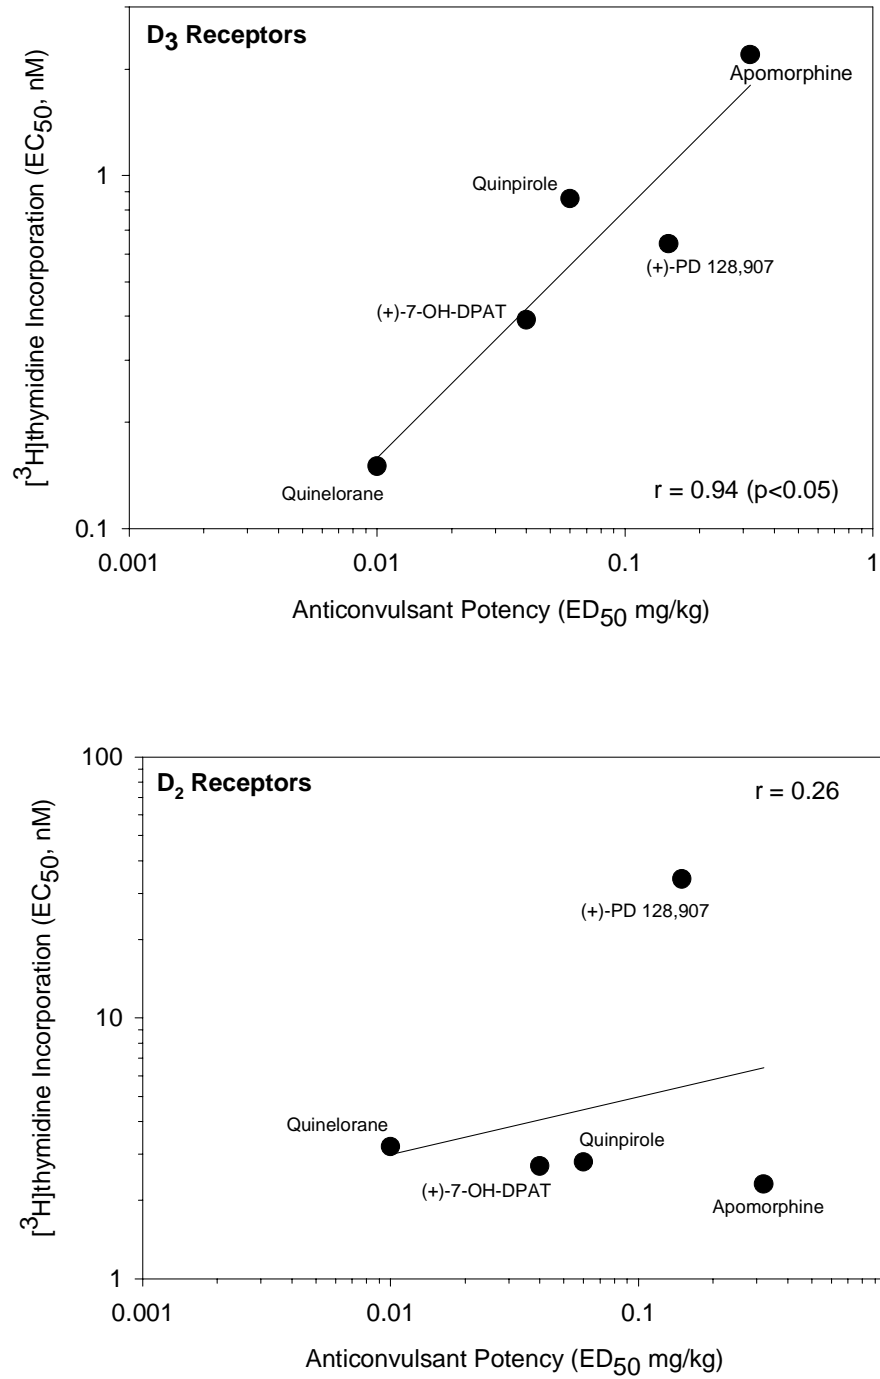 D3 Receptors
[3H]thymidine Incorporation (EC50, nM)
Apomorphine
1
Quinpirole
(+)-PD 128,907
(+)-7-OH-DPAT
Quinelorane
r = 0.94 (p<0.05)
0.1
0.001
0.01
0.1
1
Anticonvulsant Potency (ED50 mg/kg)
100
D2 Receptors
r = 0.26
[3H]thymidine Incorporation (EC50, nM)
(+)-PD 128,907
10
Quinelorane
Quinpirole
(+)-7-OH-DPAT
Apomorphine
1
0.001
0.01
0.1
Anticonvulsant Potency (ED50 mg/kg)